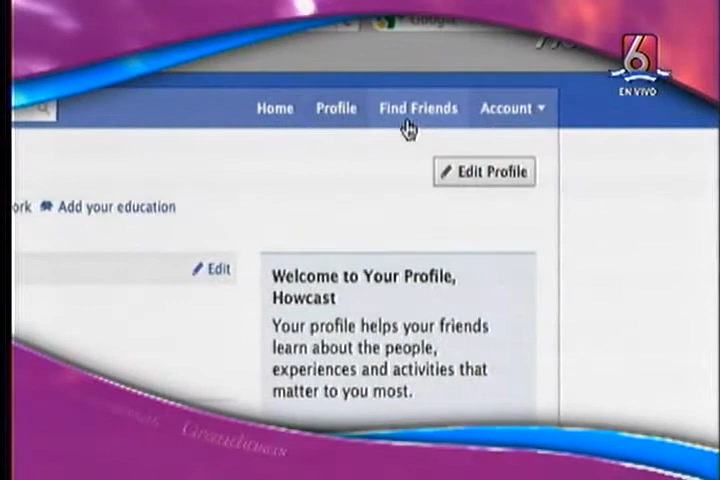 Google
6
EN VIVO
Home Profile Find Friends Account
Edit Profile
ork Add your education
Edit
Welcome to Your Profile,
Howcast
Your profile helps your friends
learn about the people,
experiences and activities that
matter to you most.